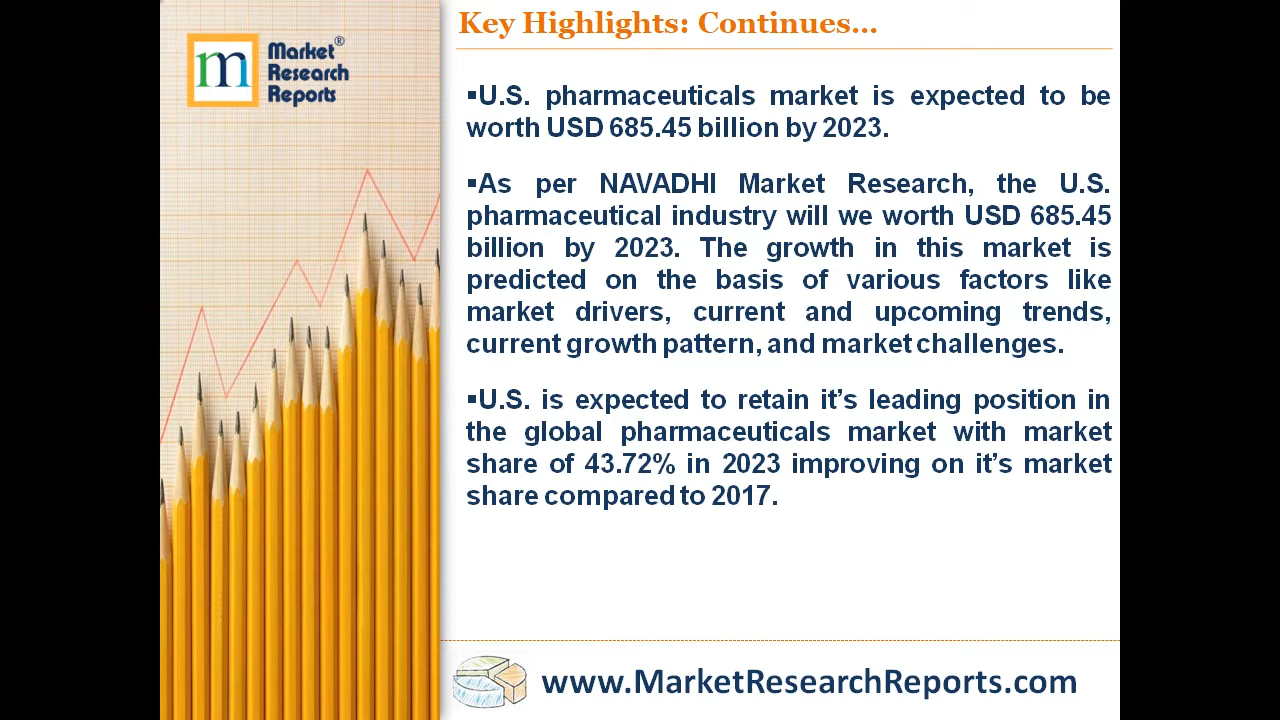 Key Highlights: Continues...
Market®
Research
Reports
m
▪U.S. pharmaceuticals market is expected to be
worth USD 685.45 billion by 2023.
▪As per NAVADHI Market Research, the U.S.
pharmaceutical industry will we worth USD 685.45
billion by 2023. The growth in this market is
predicted on the basis of various factors like
market drivers, current and upcoming trends,
current growth pattern, and market challenges.
▪U.S. is expected to retain it's leading position in
the global pharmaceuticals market with market
share of 43.72% in 2023 improving on it's market
share compared to 2017.
www.MarketResearchReports.com